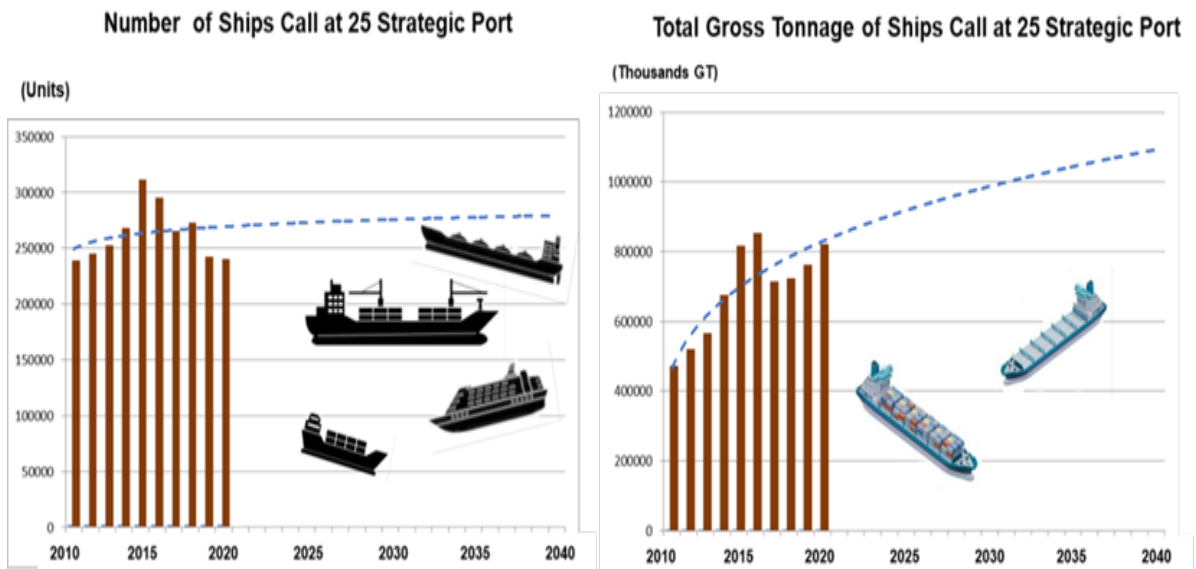 Number of Ships Call at 25 Strategic Port
(Units)
350000
300000
250000
200000
150000
100000
50000
0
2010 2015 2020 2025 2030 2035 2040
Total Gross Tonnage of Ships Call at 25 Strategic Port
(Thousands GT)
1200000
1000000
800000
600000
400000
200000
0
2010 2015 2020 2025 2030 2035 2040